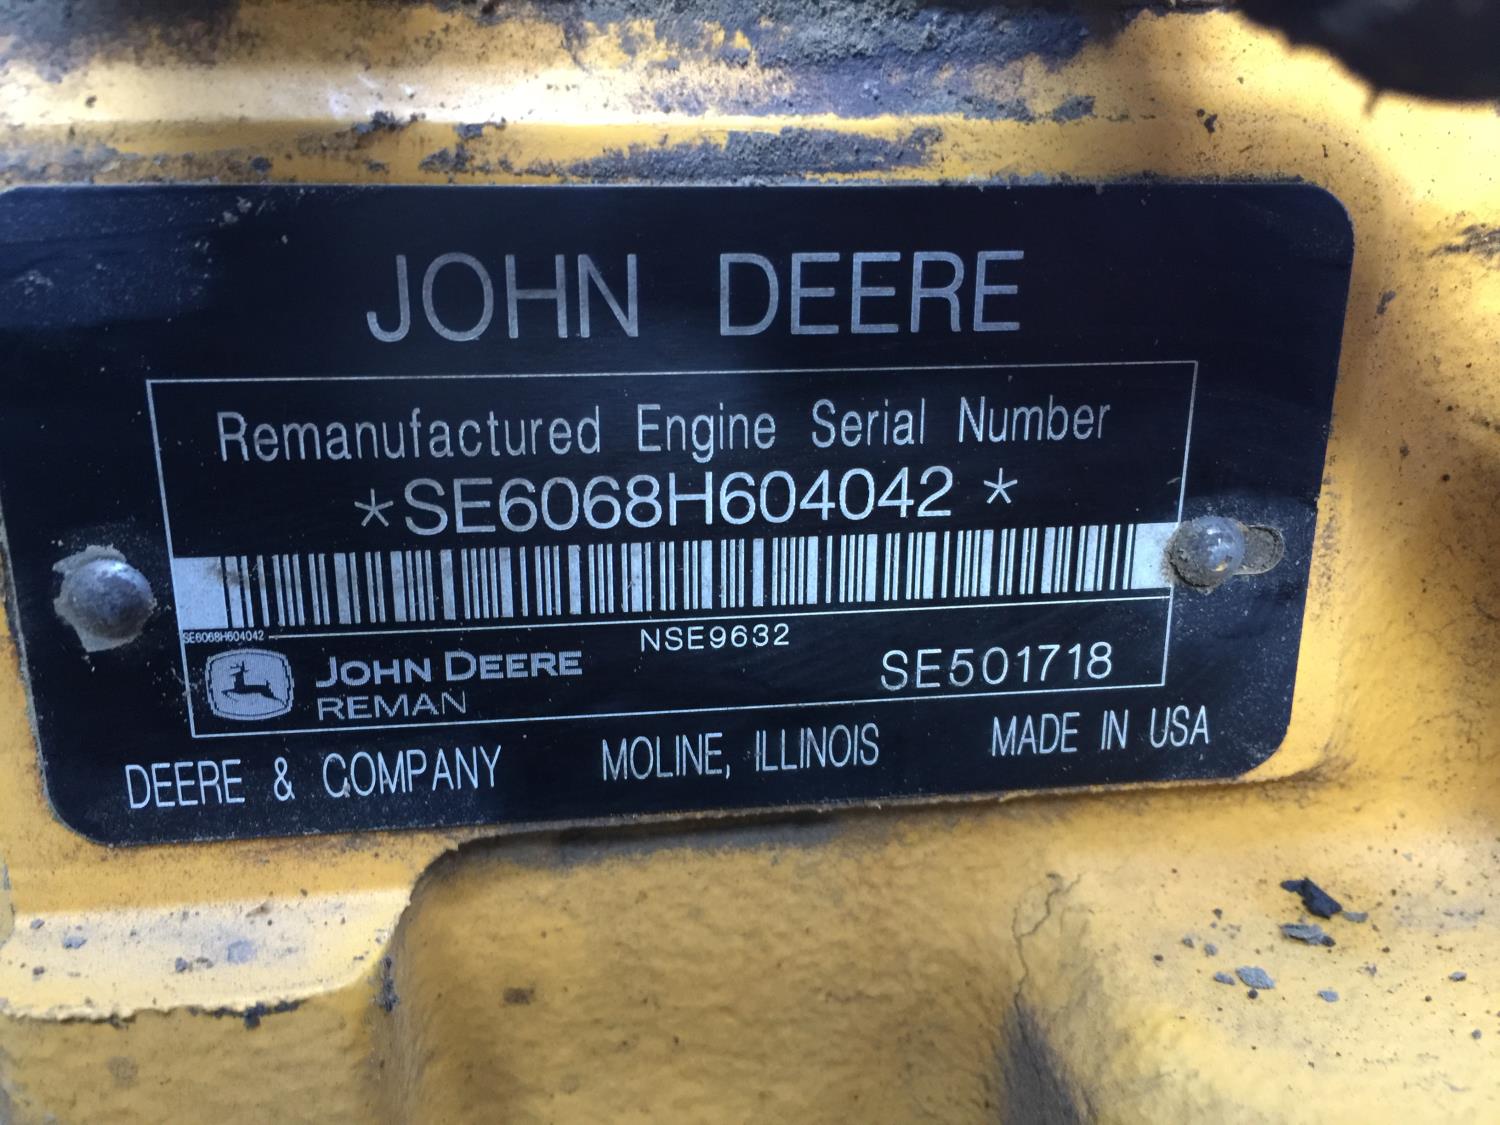 JOHN DEERE
Remanufactured Engine Serial Number
*SE6068H604042*
SE6068H604042
NSE9632
JOHN DEERE
REMAN
SE501718
DEERE & COMPANY MOLINE, ILLINOIS MADE IN USA